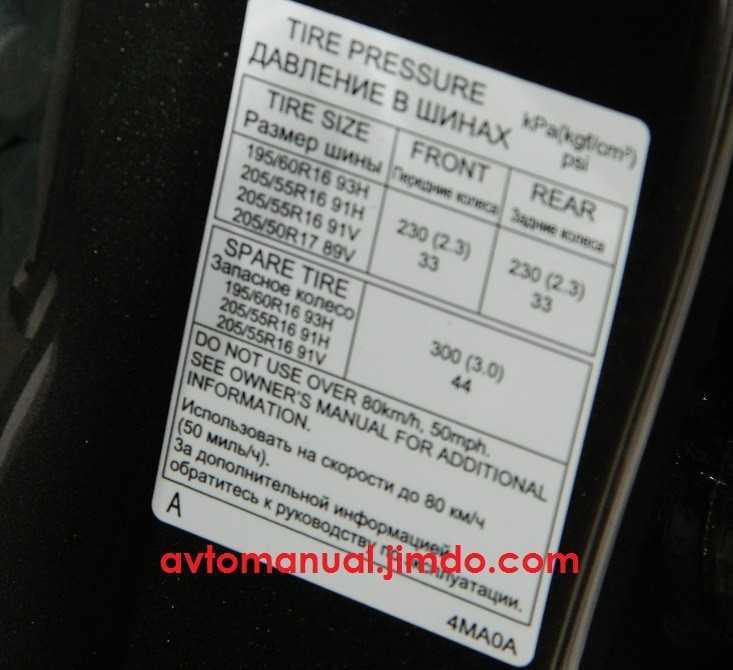 TIRE PRESSURE
ДАВЛЕНИЕ В ШИНАХ
kPa(kgf/cm²)
psi
TIRE SIZE
Размер шины
FRONT
Передние колеса
REAR
Задние колеса
195/60R16 93H
205/55R16 91H
205/55R16 91V
205/50R17 89V
230 (2.3)
33
230 (2.3)
33
SPARE TIRE
Запасное колесо
195/60R16 93H
205/55R16 91H
205/55R16 91V
300 (3.0)
44
DO NOT USE OVER 80km/h, 50mph.
SEE OWNER'S MANUAL FOR ADDITIONAL
INFORMATION.
Использовать на скорости до 80 км/ч
(50 миль/ч).
За дополнительной информацией
обратитесь к руководству по эксплуатации.
A
avtomanual.jimdo.com
4MA0A